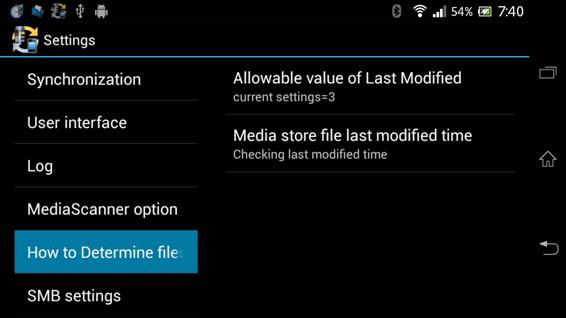 54% 7:40
Settings
Synchronization
User interface
Log
MediaScanner option
How to Determine files
SMB settings
Allowable value of Last Modified
current settings=3
Media store file last modified time
Checking last modified time